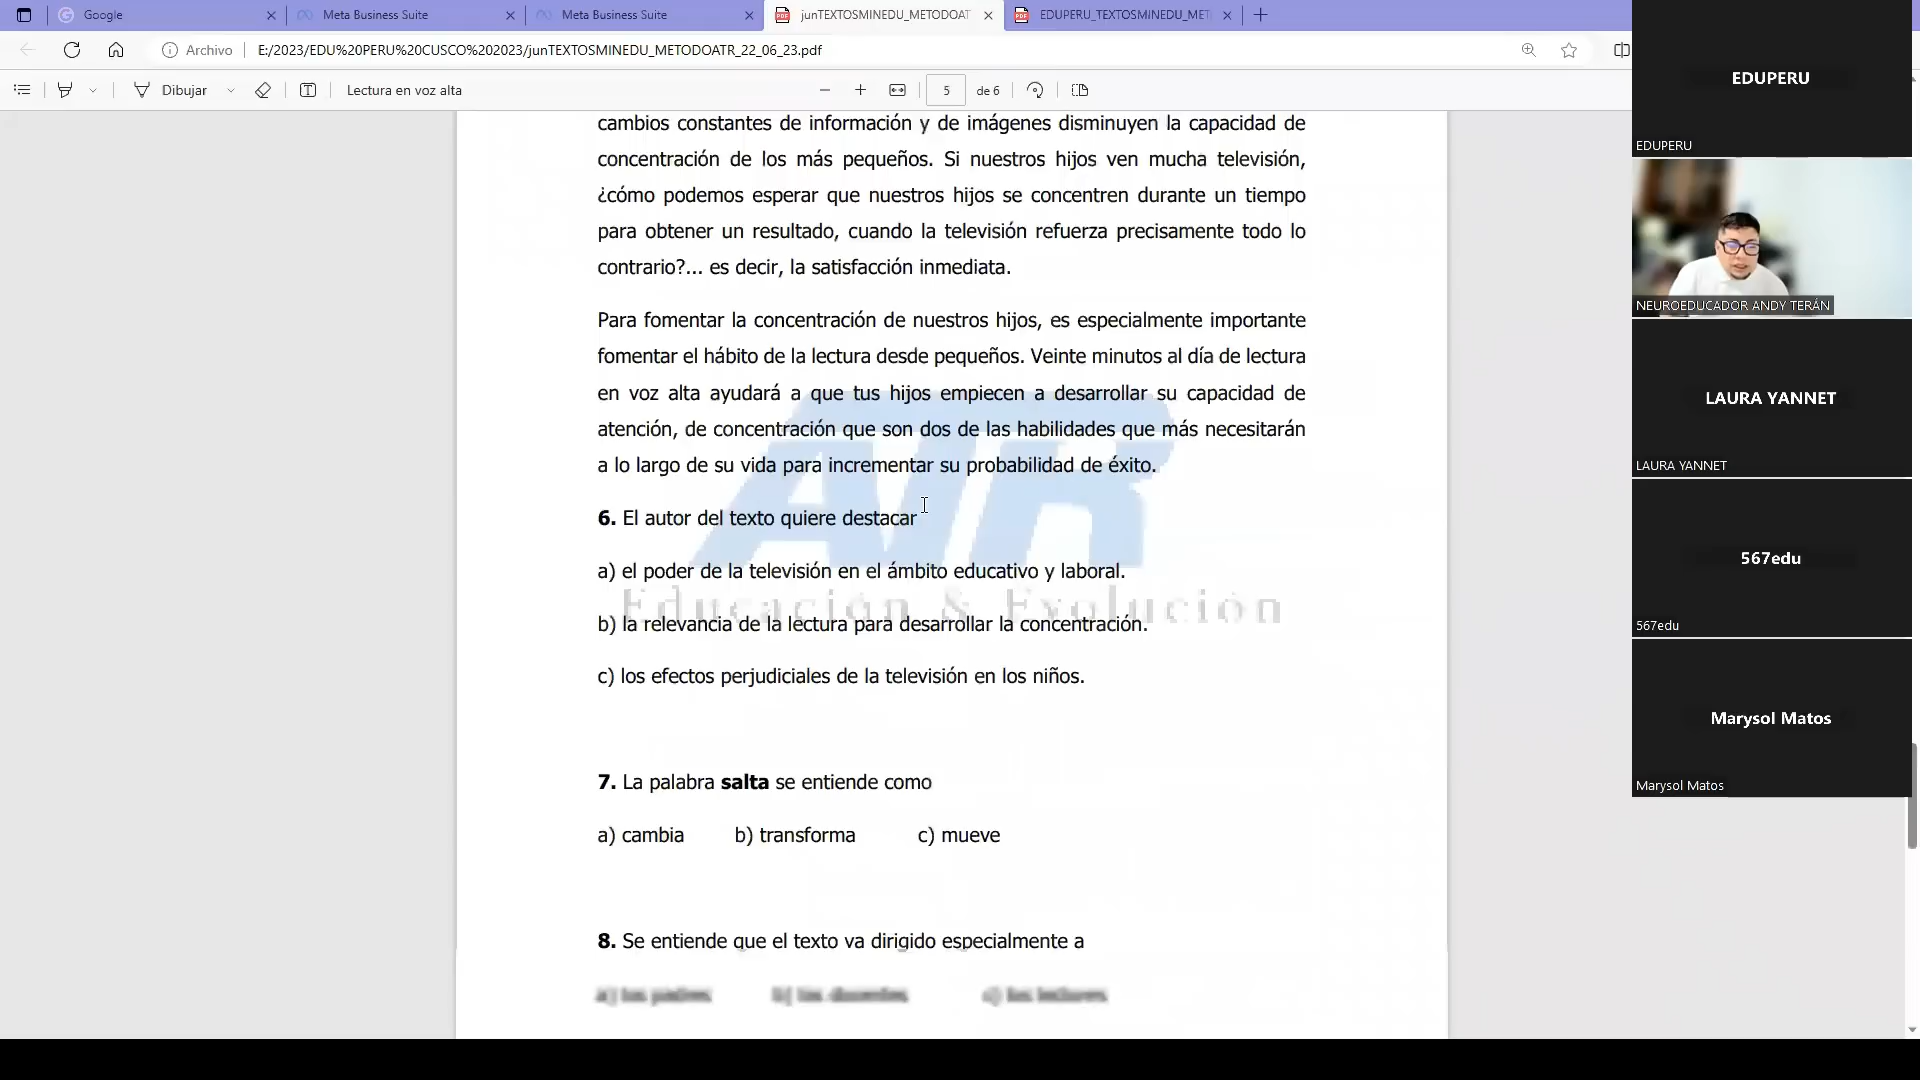 Google
Meta Business Suite
Meta Business Suite
junTEXTOSMINEDU_METODOAT
EDUPERU_TEXTOSMINEDU_MET
Archivo
E:/2023/EDU%20PERU%20CUSCO%202023/junTEXTOSMINEDU_METODOATR_22_06_23.pdf
Dibujar
Lectura en voz alta
5
de 6
cambios constantes de información y de imágenes disminuyen la capacidad de
concentración de los más pequeños. Si nuestros hijos ven mucha televisión,
¿cómo podemos esperar que nuestros hijos se concentren durante un tiempo
para obtener un resultado, cuando la televisión refuerza precisamente todo lo
contrario?... es decir, la satisfacción inmediata.
Para fomentar la concentración de nuestros hijos, es especialmente importante
fomentar el hábito de la lectura desde pequeños. Veinte minutos al día de lectura
en voz alta ayudará a que tus hijos empiecen a desarrollar su capacidad de
atención, de concentración que son dos de las habilidades que más necesitarán
a lo largo de su vida para incrementar su probabilidad de éxito.
ATR
Educación & Evolución
6. El autor del texto quiere destacar
a) el poder de la televisión en el ámbito educativo y laboral.
b) la relevancia de la lectura para desarrollar la concentración.
c) los efectos perjudiciales de la televisión en los niños.
7. La palabra salta se entiende como
a) cambia b) transforma c) mueve
8. Se entiende que el texto va dirigido especialmente a
a) los padres b) los docentes c) los lectores
EDUPERU
EDUPERU
NEUROEDUCADOR ANDY TERÁN
LAURA YANNET
LAURA YANNET
567edu
567edu
Marysol Matos
Marysol Matos